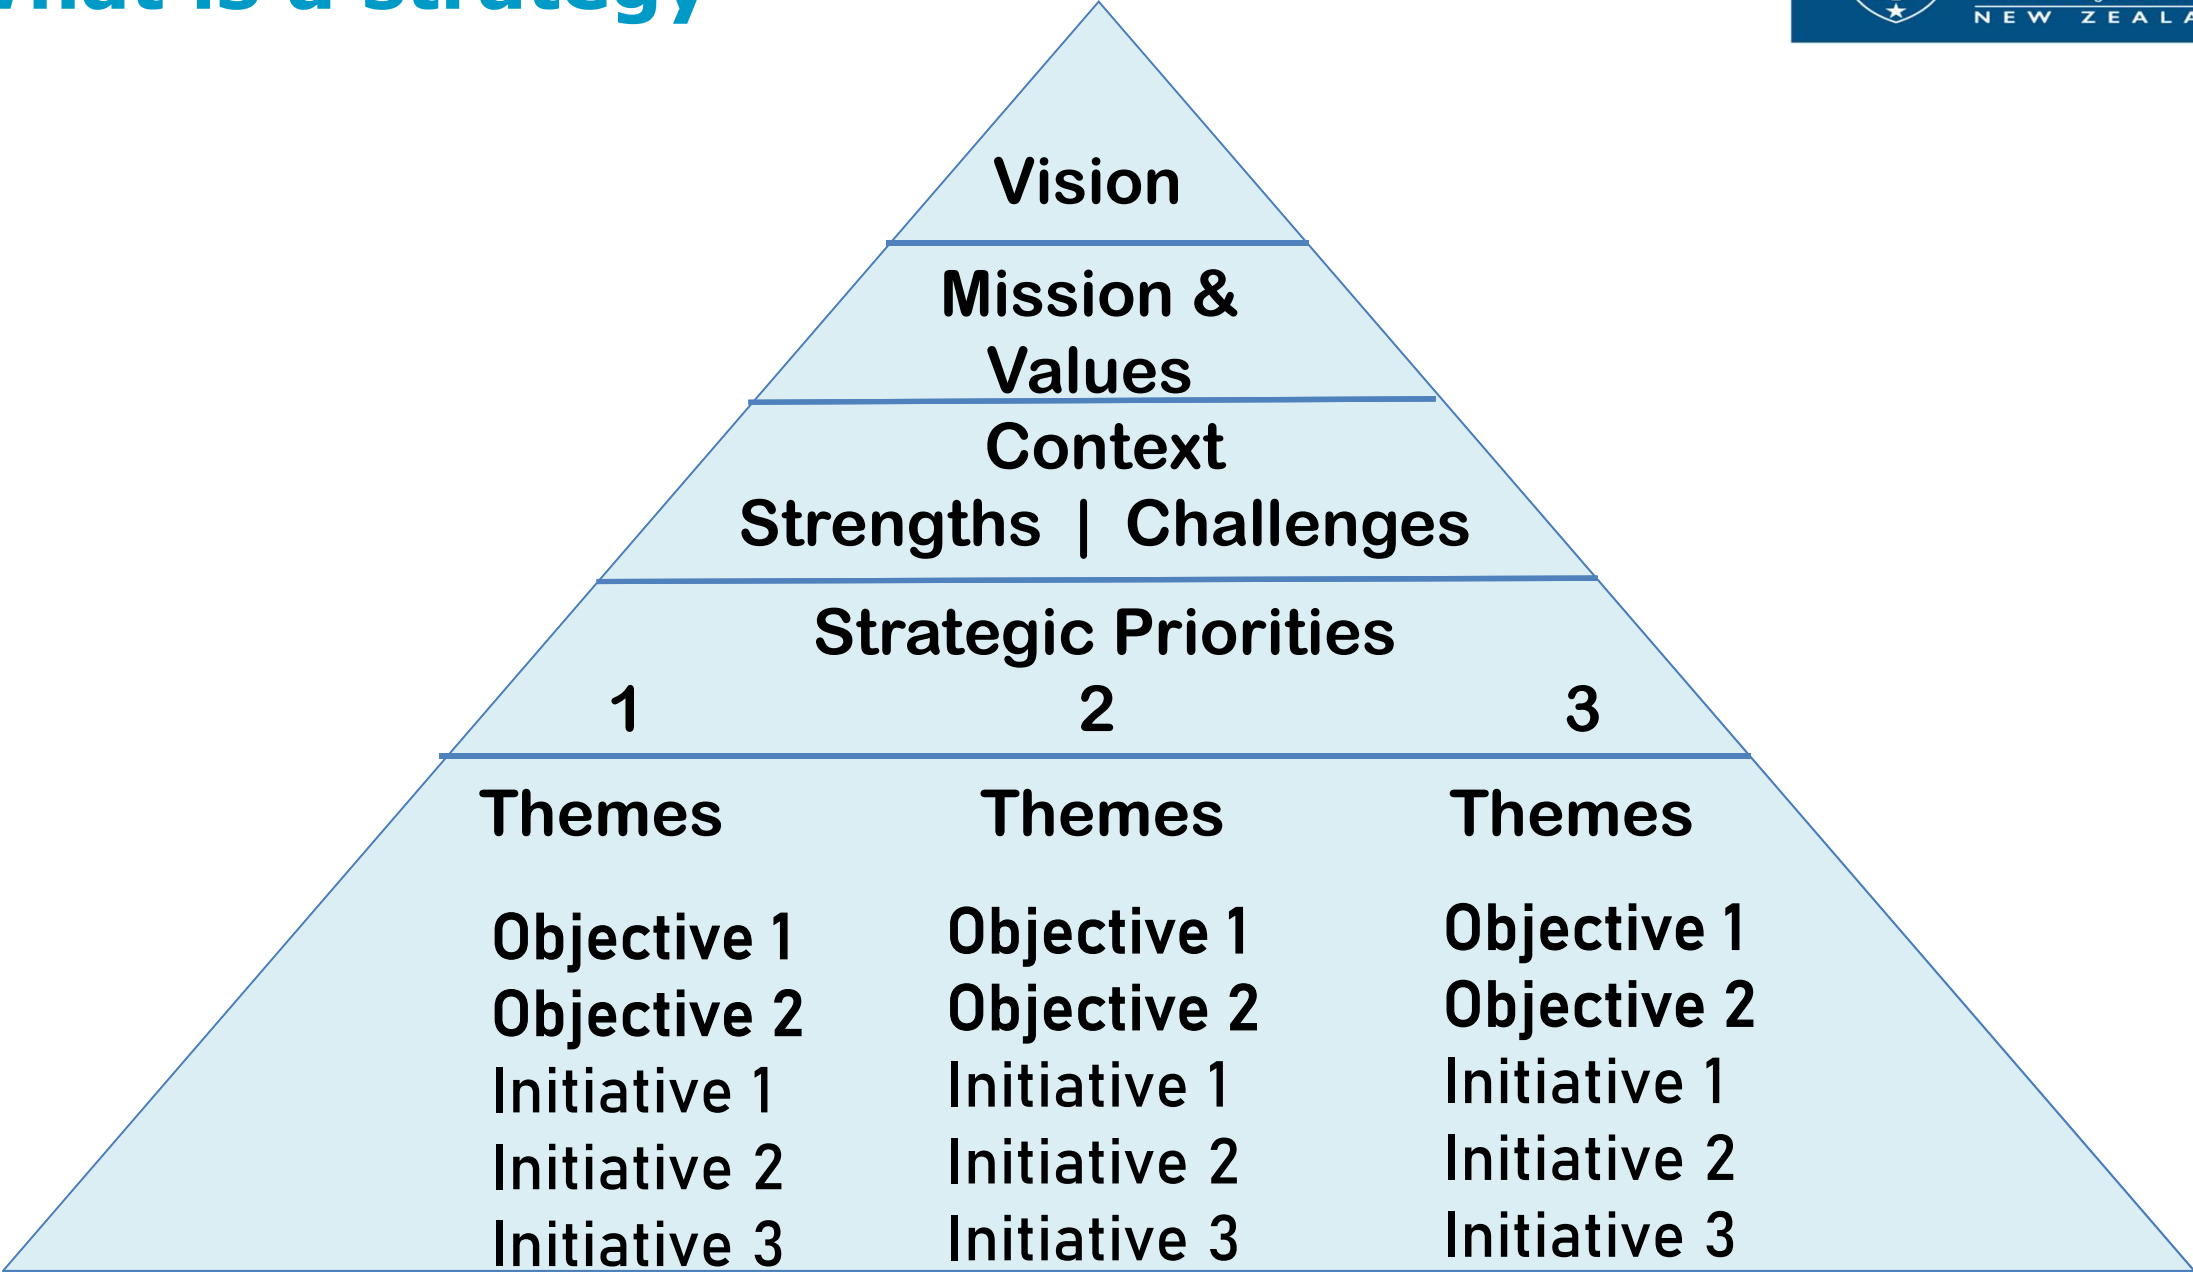 is a strategy
NEW
Vision
Mission &
Values
Context
Strengths | Challenges
Strategic Priorities
1 2 3
Themes Themes Themes
Objective 1 Objective 1 Objective 1
Objective 2 Objective 2 Objective 2
Initiative 1 Initiative 1 Initiative 1
Initiative 2 Initiative 2 Initiative 2
Initiative 3 Initiative 3 Initiative 3